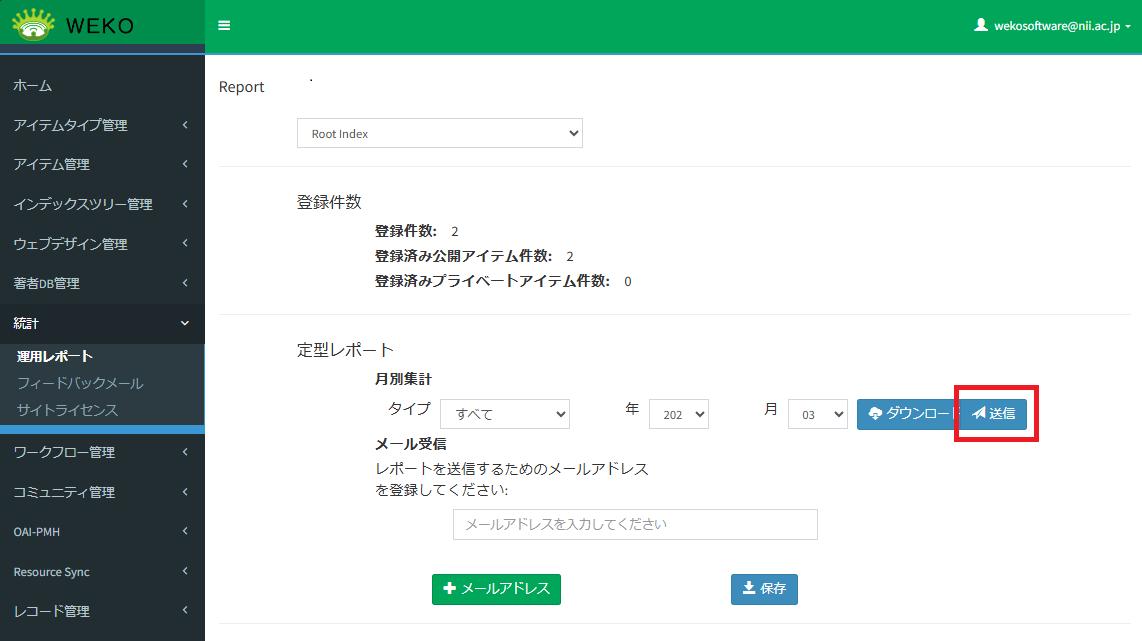 WEKO
wekosoftware@nii.ac.jp
ホーム
アイテムタイプ管理
アイテム管理
インデックスツリー管理
ウェブデザイン管理
著者DB管理
統計
運用レポート
フィードバックメール
サイトライセンス
ワークフロー管理
コミュニティ管理
OAI-PMH
Resource Sync
レコード管理
Report
Root Index
登録件数
登録件数: 2
登録済み公開アイテム件数: 2
登録済みプライベートアイテム件数: 0
定型レポート
月別集計
タイプ すべて 年 202 月 03 ダウンロー 送信
メール受信
レポートを送信するためのメールアドレス
を登録してください:
メールアドレスを入力してください
メールアドレス 保存